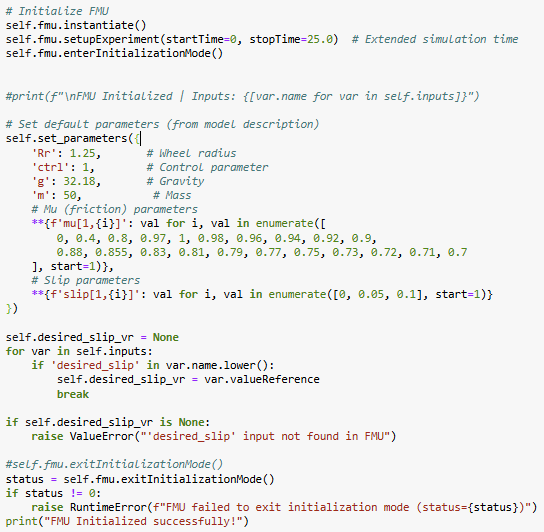 # Initialize FMU
self.fmu.instantiate()
self.fmu.setupExperiment(startTime=0, stopTime=25.0)  # Extended simulation time
self.fmu.enterInitializationMode()
#print(f"\nFMU Initialized | Inputs: {[var.name for var in self.inputs]}")
# Set default parameters (from model description)
self.set_parameters({
    'Rr': 1.25,       # Wheel radius
    'ctrl': 1,        # Control parameter
    'g': 32.18,       # Gravity
    'm': 50,           # Mass
    # Mu (friction) parameters
    **{f'mu[1,{i}]': val for i, val in enumerate([
        0, 0.4, 0.8, 0.97, 1, 0.98, 0.96, 0.94, 0.92, 0.9,
        0.88, 0.855, 0.83, 0.81, 0.79, 0.77, 0.75, 0.73, 0.72, 0.71, 0.7
    ], start=1)},
    # Slip parameters
    **{f'slip[1,{i}]': val for i, val in enumerate([0, 0.05, 0.1], start=1)}
})
self.desired_slip_vr = None
for var in self.inputs:
    if 'desired_slip' in var.name.lower():
        self.desired_slip_vr = var.valueReference
        break
if self.desired_slip_vr is None:
    raise ValueError("'desired_slip' input not found in FMU")
#self.fmu.exitInitializationMode()
status = self.fmu.exitInitializationMode()
if status != 0:
    raise RuntimeError(f"FMU failed to exit initialization mode (status={status})")
print("FMU Initialized successfully!")